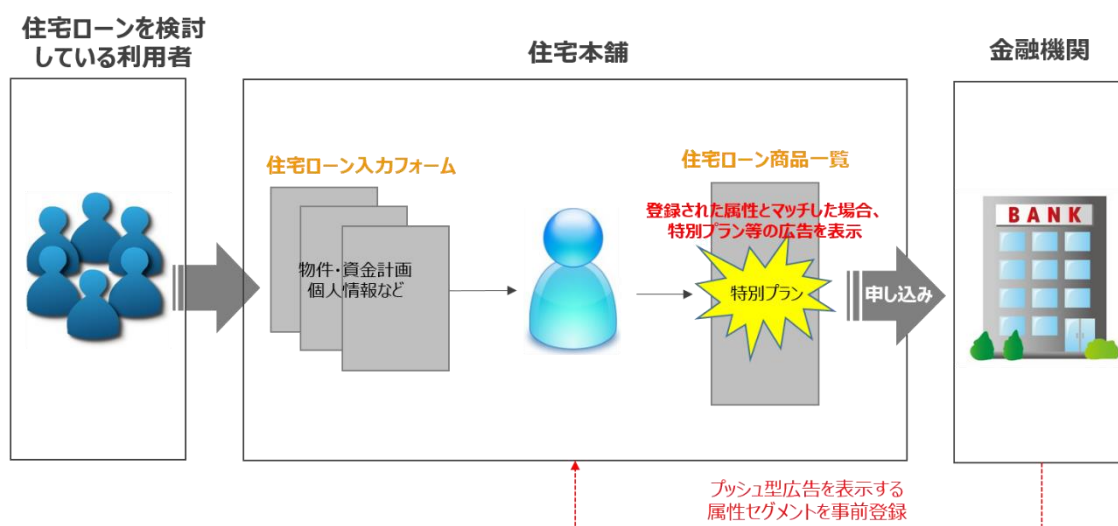 住宅ローンを検討
している利用者
住宅本舗
金融機関
住宅ローン入力フォーム
住宅ローン商品一覧
登録された属性とマッチした場合、
特別プラン等の広告を表示
物件・資金計画
個人情報など
特別プラン
申し込み
BANK
プッシュ型広告を表示する
属性セグメントを事前登録